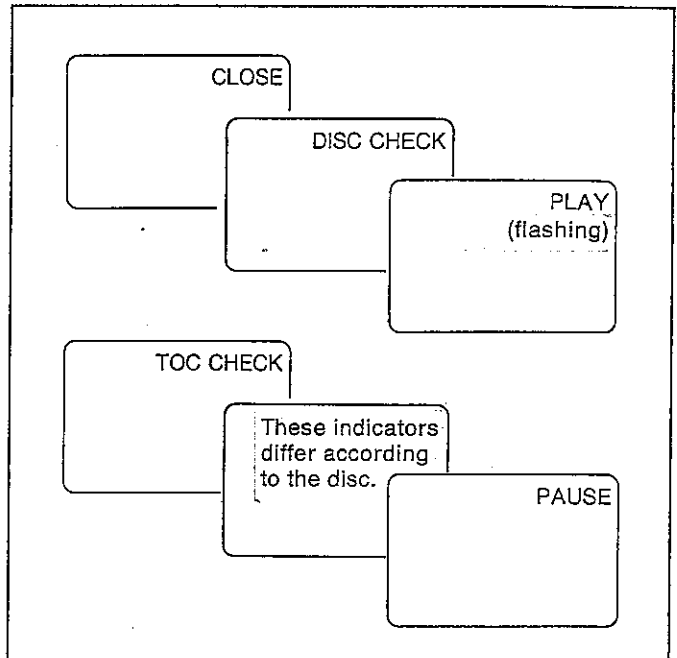 CLOSE
DISC CHECK
PLAY
(flashing)
TOC CHECK
These indicators
differ according
to the disc.
PAUSE